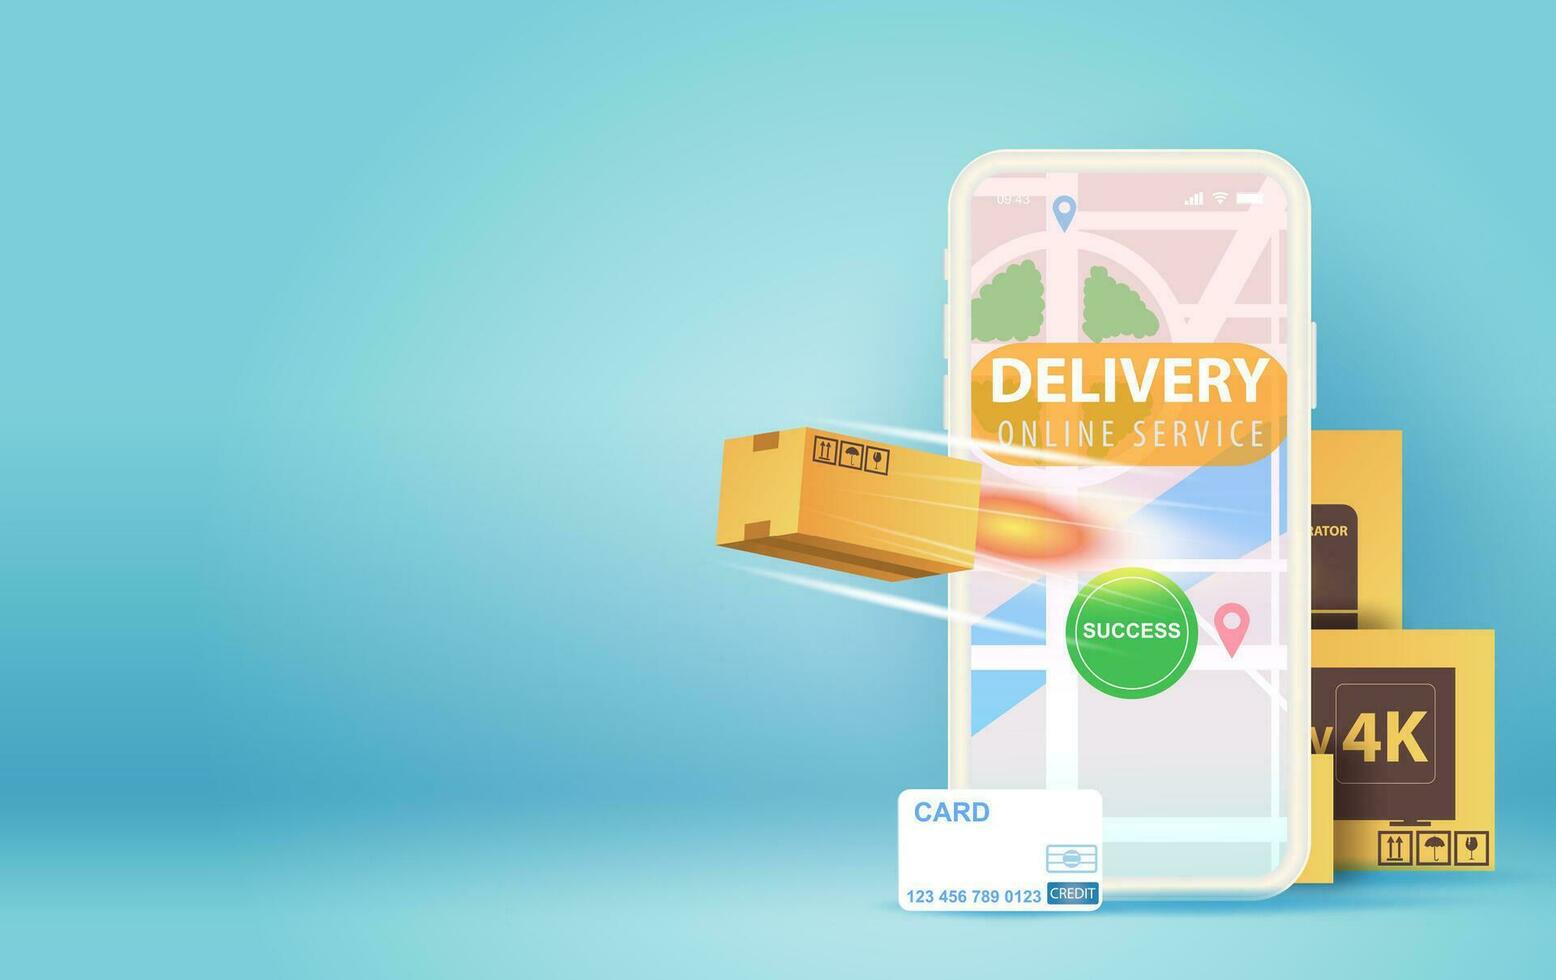 09:43
DELIVERY
ONLINE SERVICE
RATOR
SUCCESS
V 4K
CARD
123 456 789 0123 CREDIT